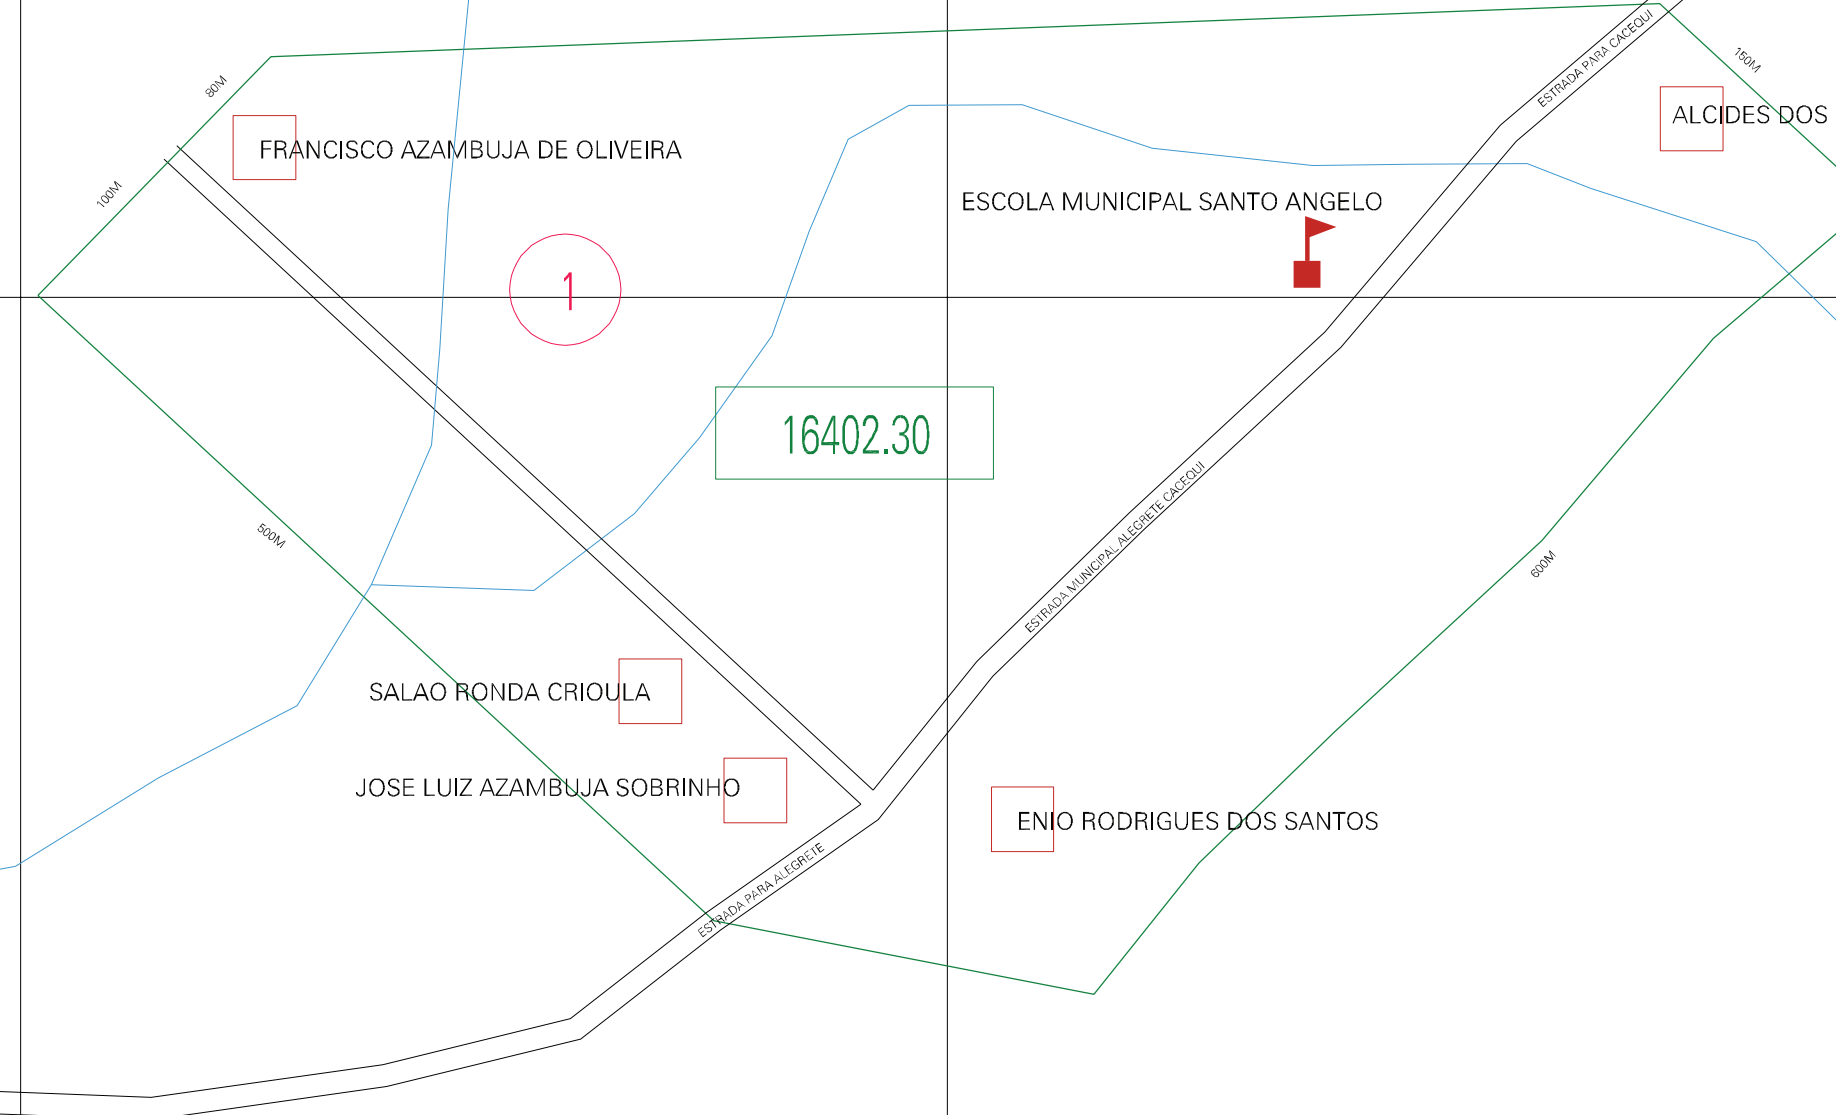 ESTRADA PARA CACEQUI
150M
80M
ALCIDES DOS
FRANCISCO AZAMBUJA DE OLIVEIRA
100M
ESCOLA MUNICIPAL SANTO ANGELO
1
16402.30
500M
ESTRADA MUNICIPAL ALEGRETE CACEQUI
600M
SALAO RONDA CRIOULA
JOSE LUIZ AZAMBUJA SOBRINHO
ENIO RODRIGUES DOS SANTOS
ESTRADA PARA ALEGRETE